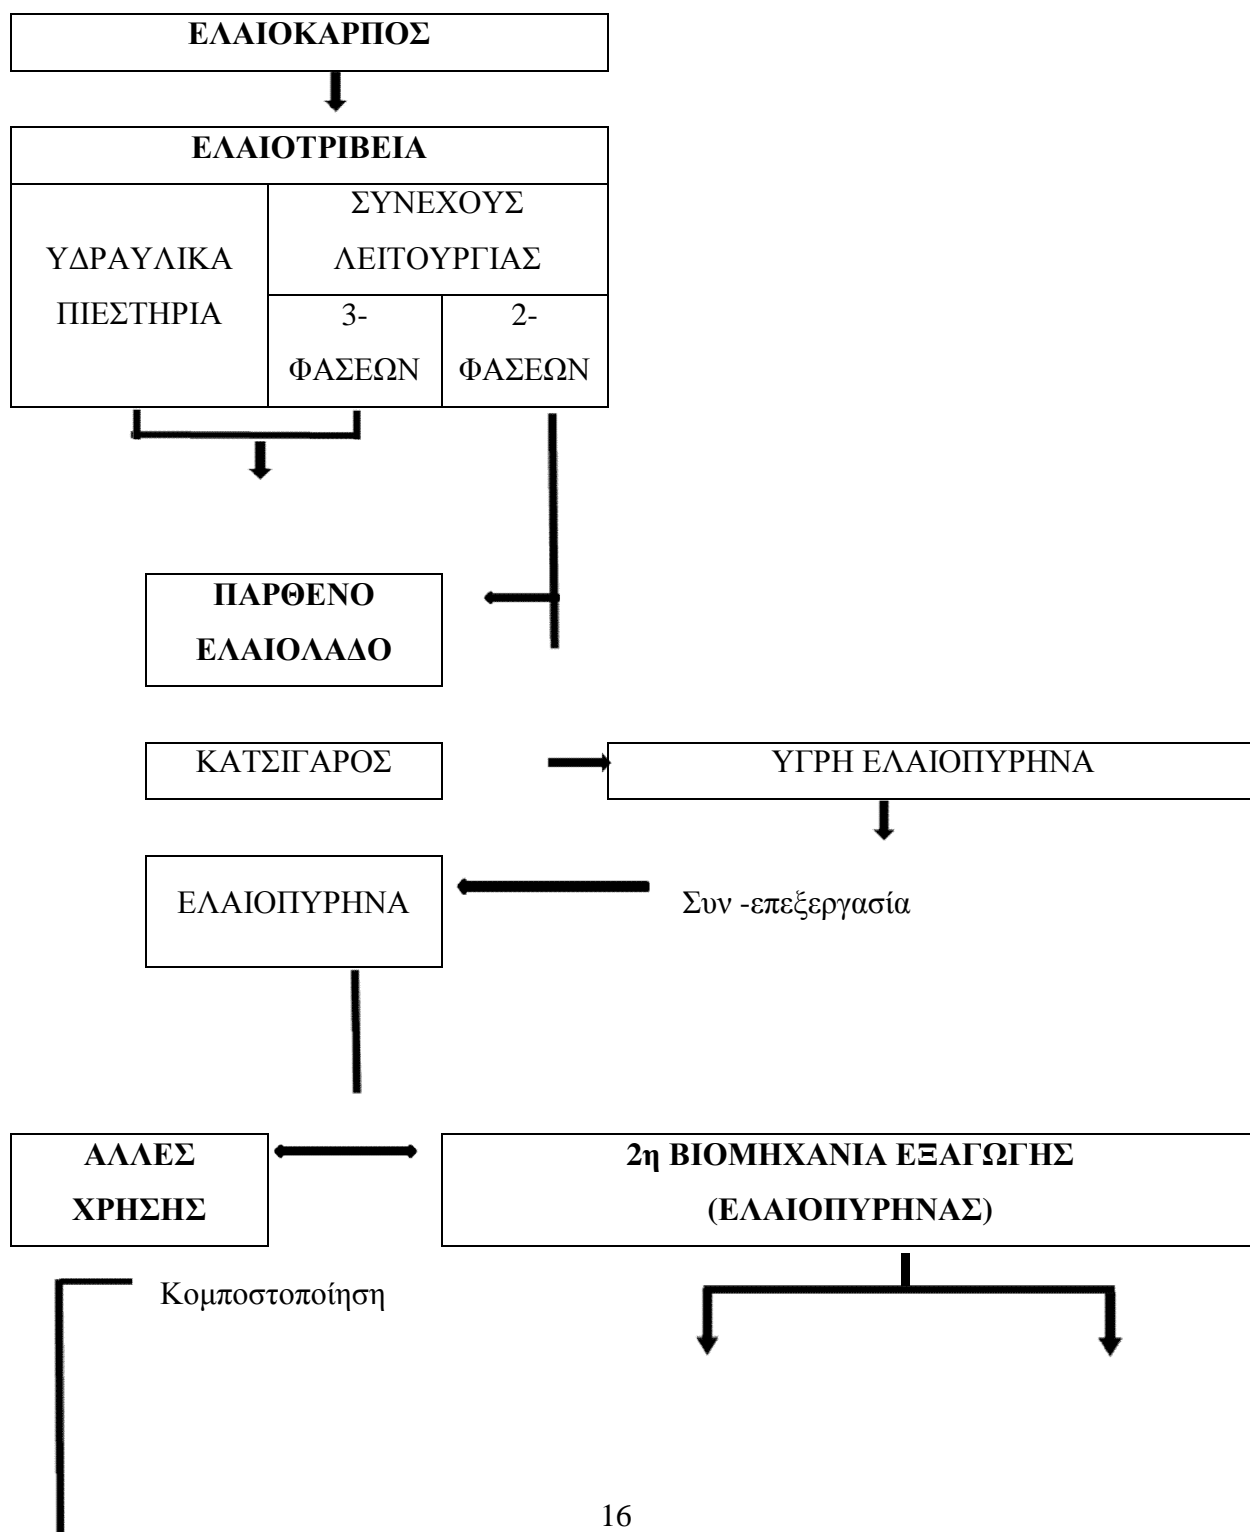 ΕΛΑΙΟΚΑΡΠΟΣ
ΕΛΑΙΟΤΡΙΒΕΙΑ
ΥΔΡΑΥΛΙΚΑ
ΠΙΕΣΤΗΡΙΑ
ΣΥΝΕΧΟΥΣ
ΛΕΙΤΟΥΡΓΙΑΣ
3-
ΦΑΣΕΩΝ
2-
ΦΑΣΕΩΝ
ΠΑΡΘΕΝΟ
ΕΛΑΙΟΛΑΔΟ
ΚΑΤΣΙΓΑΡΟΣ
ΥΓΡΗ ΕΛΑΙΟΠΥΡΗΝΑ
ΕΛΑΙΟΠΥΡΗΝΑ
Συν -επεξεργασία
ΑΛΛΕΣ
ΧΡΗΣΗΣ
2η ΒΙΟΜΗΧΑΝΙΑ ΕΞΑΓΩΓΗΣ
(ΕΛΑΙΟΠΥΡΗΝΑΣ)
Κομποστοποίηση
16